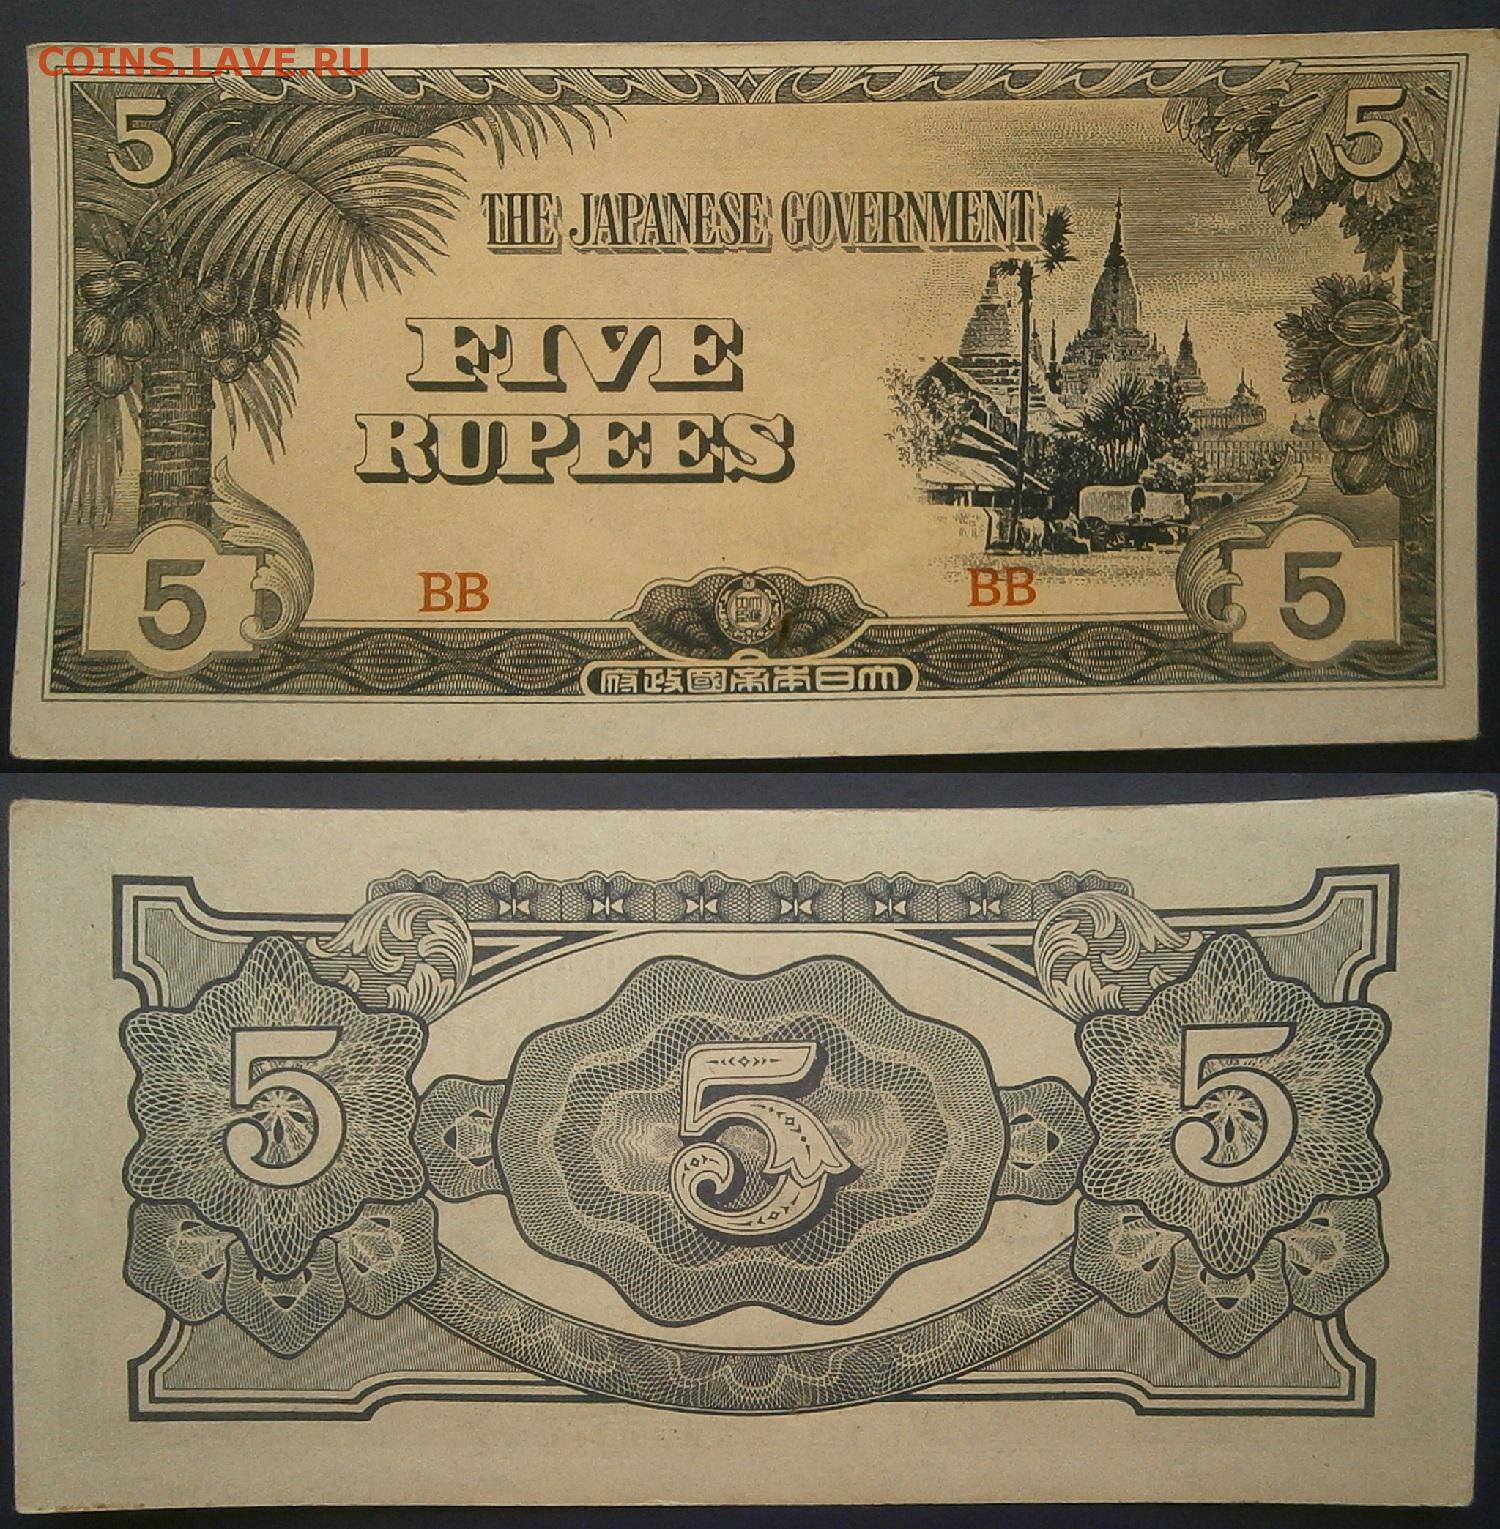 COINS.LAVE.RU
5 5
THE JAPANESE GOVERNMENT
FIVE
RUPEES
BB BB
5 5
府政國帝本日大
5 5 5